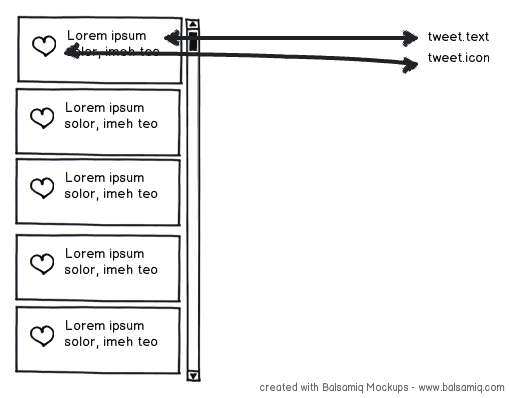 Lorem ipsum
solor, imeh teo
tweet.text
tweet.icon
Lorem ipsum
solor, imeh teo
Lorem ipsum
solor, imeh teo
Lorem ipsum
solor, imeh teo
Lorem ipsum
solor, imeh teo
created with Balsamiq Mockups - www.balsamiq.com